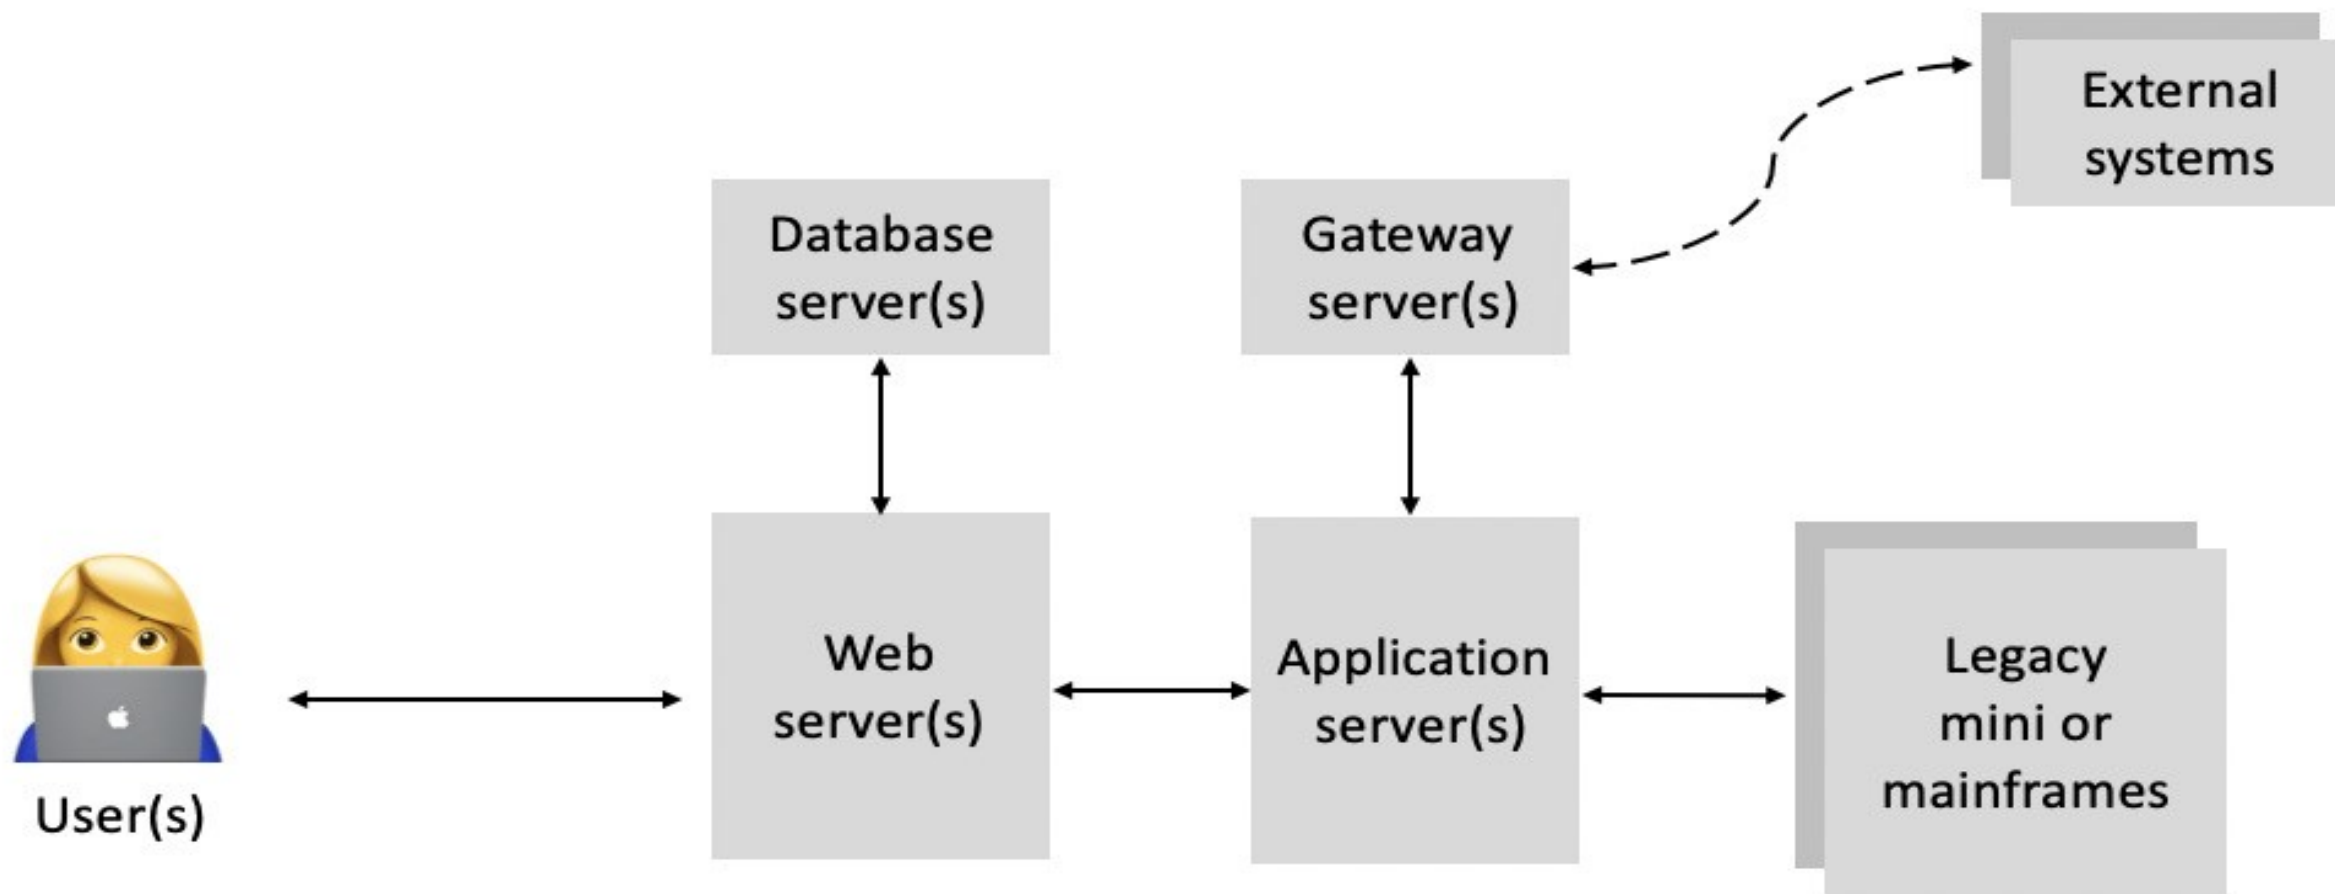 External
systems
Database
server(s)
Gateway
server(s)
Web
server(s)
Application
server(s)
Legacy
mini or
mainframes
User(s)